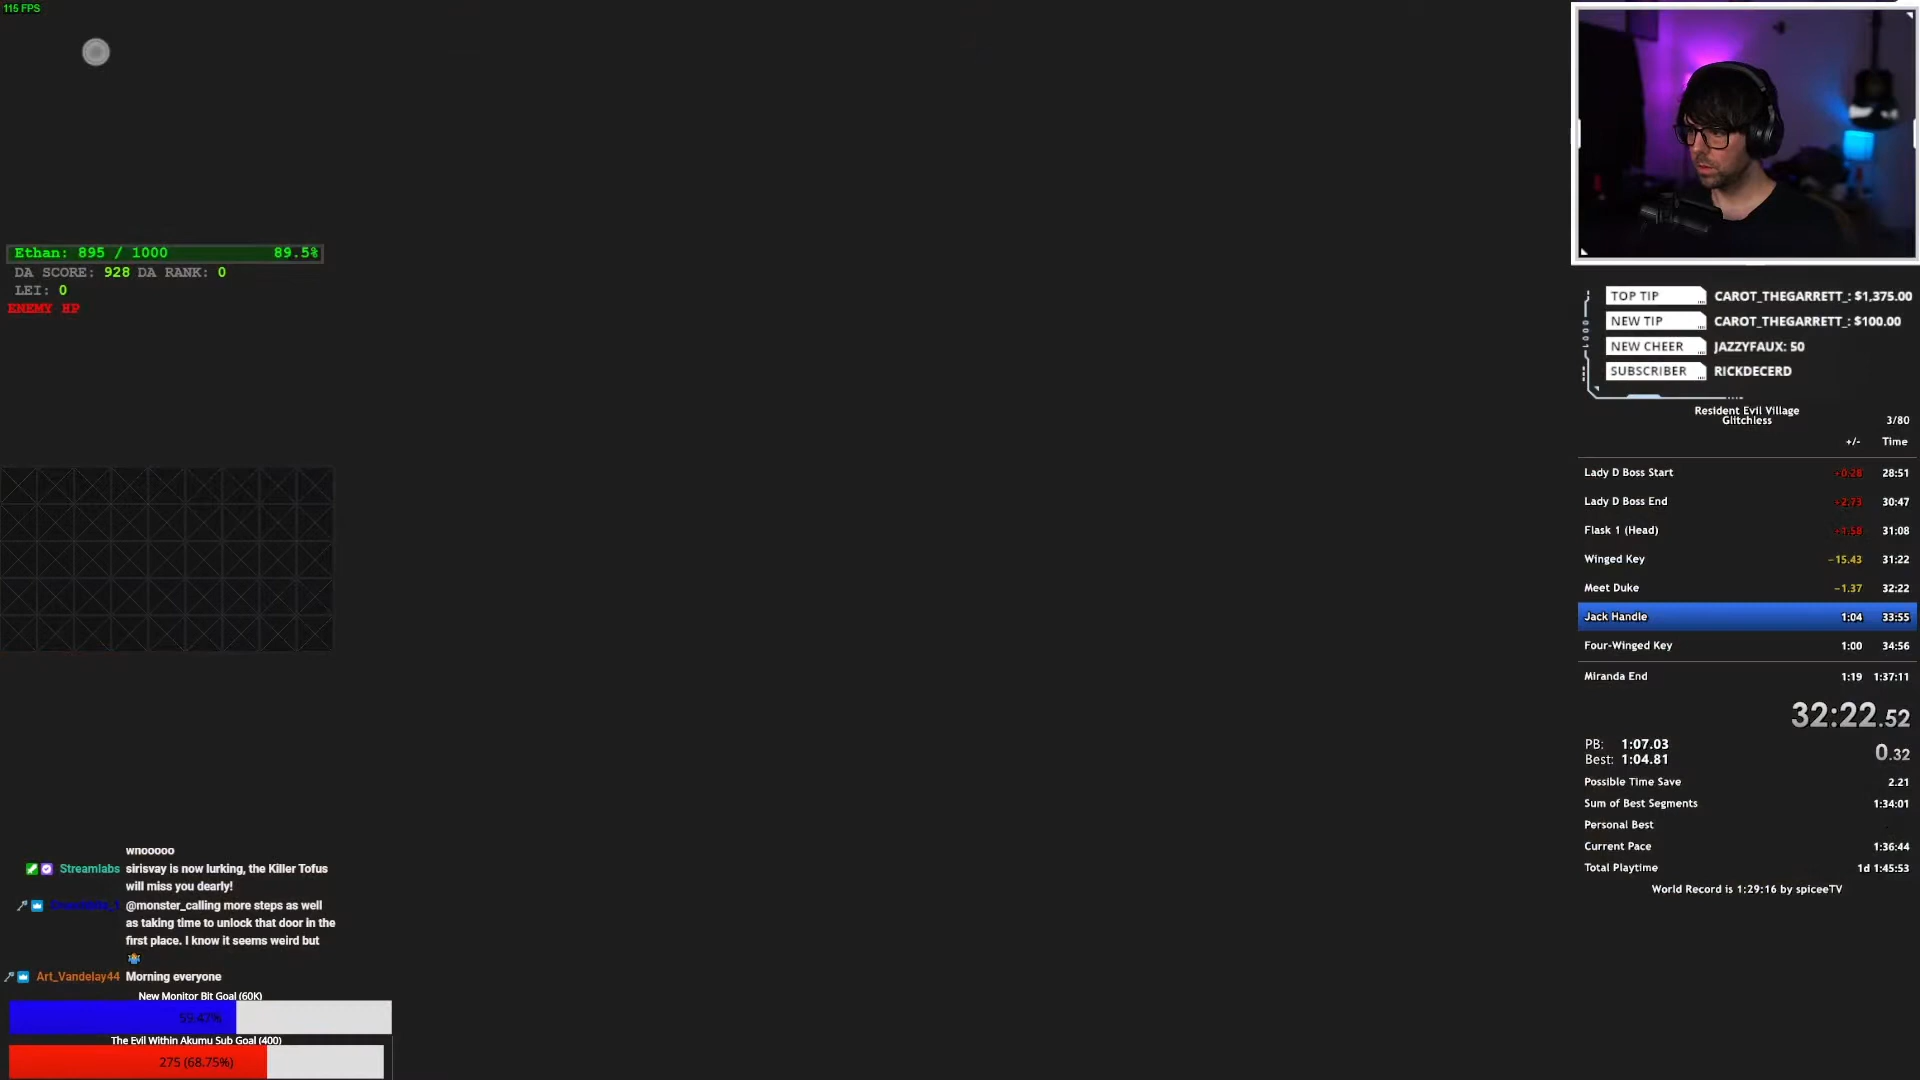 115 FPS
Ethan: 895 / 1000 89.5%
DA SCORE: 928 DA RANK: 0
LEI: 0
ENEMY HP
whooooo
Streamlabs sirisvay is now lurking, the Killer Tofus
will miss you dearly!
@monster_calling more steps as well
as taking time to unlock that door in the
first place. I know it seems weird but
Art_Vandelay44 Morning everyone
New Monitor Bit Goal (60K)
59.47%
The Evil Within Akumu Sub Goal (400)
275 (68.75%)
TOP TIP CAROT_THEGARRETT_: $1,375.00
NEW TIP CAROT_THEGARRETT_: $100.00
NEW CHEER JAZZYFAUX: 50
SUBSCRIBER RICKDECERD
Resident Evil Village
Glitchless 3/80
+/- Time
Lady D Boss Start +0.28 28:51
Lady D Boss End +2.73 30:47
Flask 1 (Head) +1.58 31:08
Winged Key −15.43 31:22
Meet Duke −1.37 32:22
Jack Handle 1:04 33:55
Four-Winged Key 1:00 34:56
Miranda End 1:19 1:37:11
32:22.52
PB: 1:07.03
Best: 1:04.81
0.32
Possible Time Save 2.21
Sum of Best Segments 1:34:01
Personal Best
Current Pace 1:36:44
Total Playtime 1d 1:45:53
World Record is 1:29:16 by spiceeTV